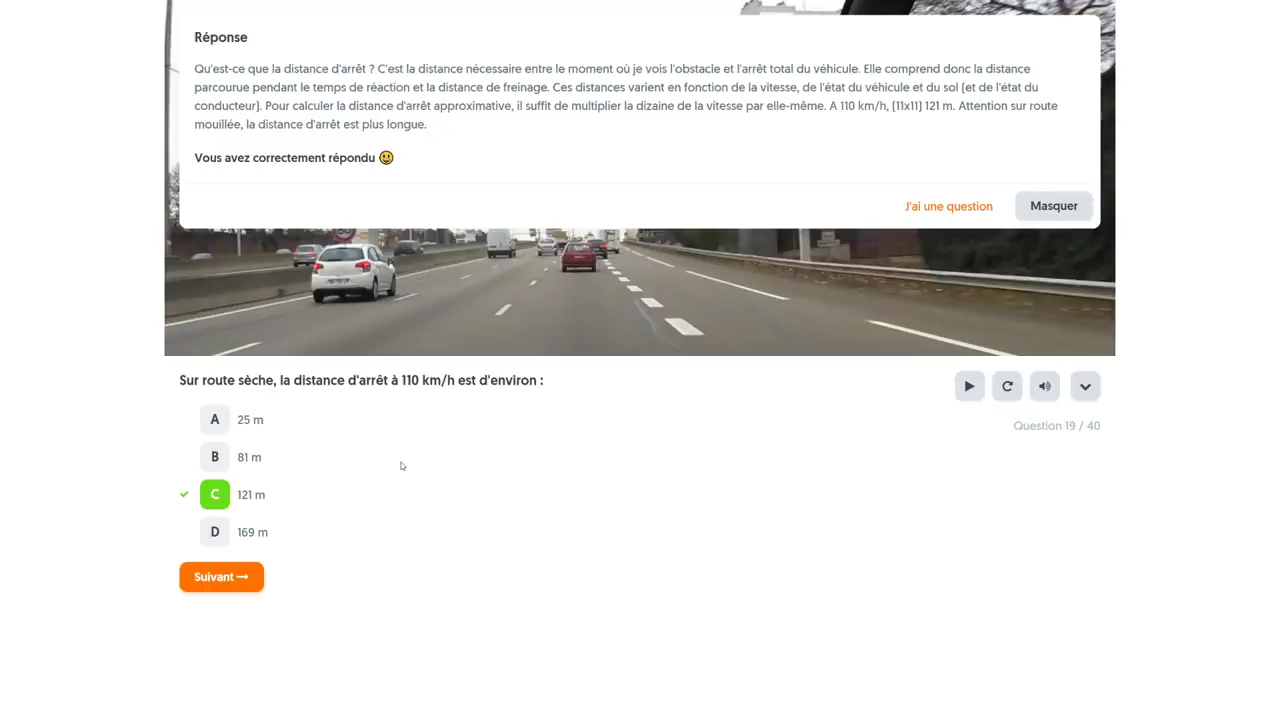 Réponse
Qu'est-ce que la distance d'arrêt ? C'est la distance nécessaire entre le moment où je vois l'obstacle et l'arrêt total du véhicule. Elle comprend donc la distance
parcourue pendant le temps de réaction et la distance de freinage. Ces distances varient en fonction de la vitesse, de l'état du véhicule et du sol (et de l'état du
conducteur). Pour calculer la distance d'arrêt approximative, il suffit de multiplier la dizaine de la vitesse par elle-même. A 110 km/h, (11x11) 121 m. Attention sur route
mouillée, la distance d'arrêt est plus longue.
Vous avez correctement répondu 😃
J'ai une question
Masquer
Sur route sèche, la distance d'arrêt à 110 km/h est d'environ :
A 25 m
B 81 m
C 121 m
D 169 m
Question 19 / 40
Suivant →